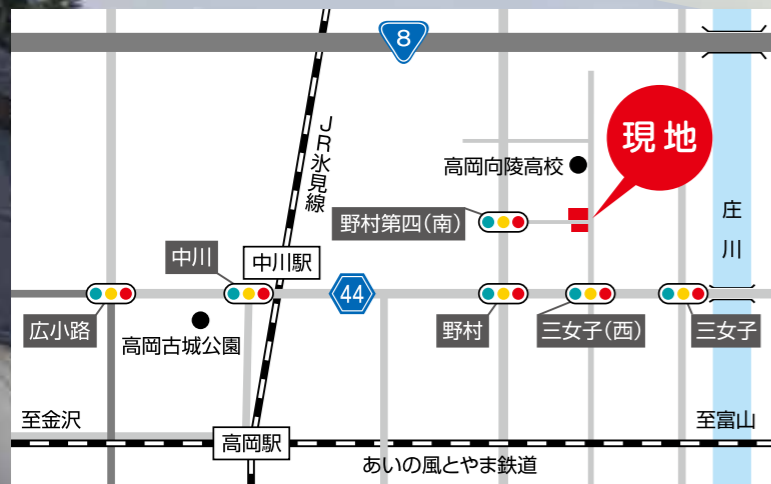 8
JR氷見線
現地
高岡向陵高校
野村第四(南)
庄川
中川
中川駅
44
広小路
高岡古城公園
野村
三女子(西)
三女子
至金沢
高岡駅
至富山
あいの風とやま鉄道